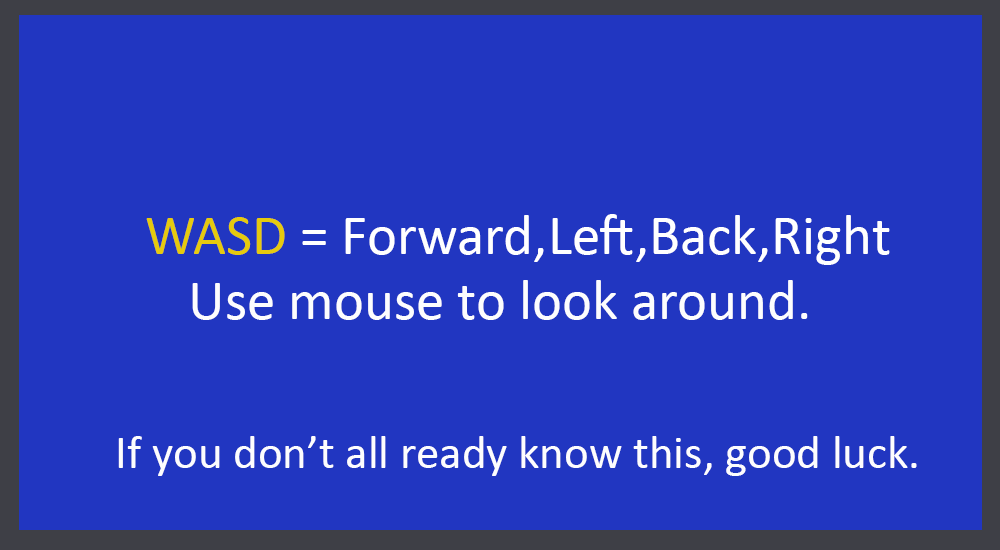 WASD = Forward,Left,Back,Right
Use mouse to look around.
If you don’t all ready know this, good luck.